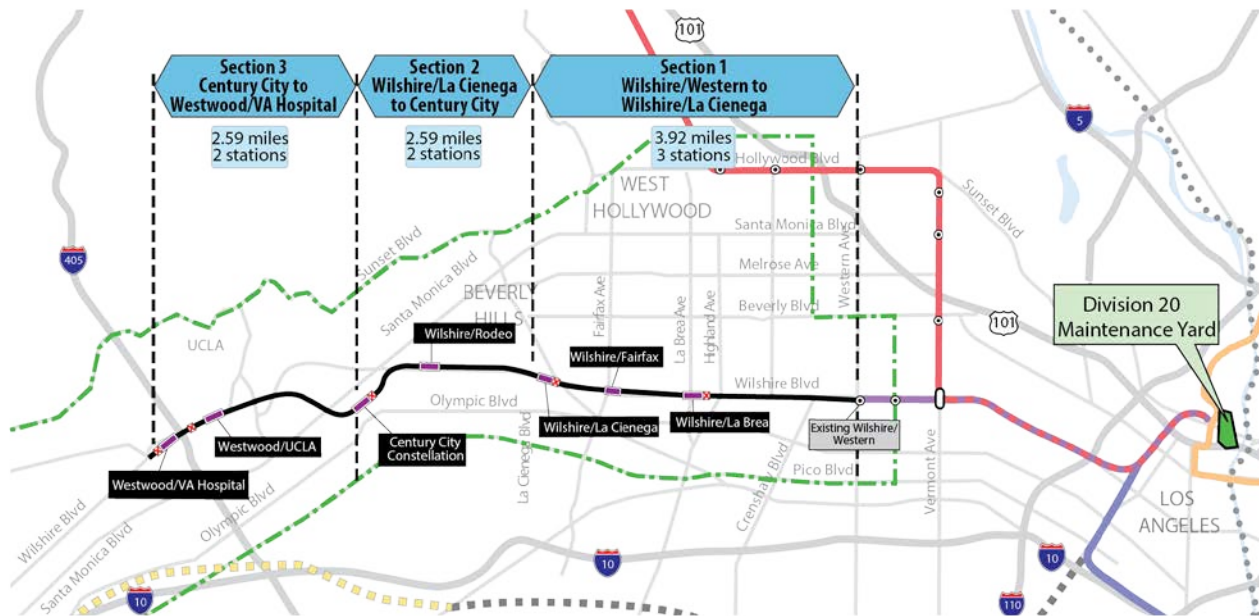 101
Section 3
Century City to
Westwood/VA Hospital
2.59 miles
2 stations
Section 2
Wilshire/La Cienega
to Century City
2.59 miles
2 stations
Section 1
Wilshire/Western to
Wilshire/La Cienega
3.92 miles
3 stations
5
Hollywood Blvd
WEST
HOLLYWOOD
Sunset Blvd
Santa Monica Blvd
Western Ave
405
Sunset Blvd
Santa Monica Blvd
Melrose Ave
BEVERLY
HILLS
Fairfax Ave
La Brea Ave
Highland Ave
Beverly Blvd
101
Division 20
Maintenance Yard
UCLA
Wilshire/Rodeo
Wilshire/Fairfax
Wilshire Blvd
Olympic Blvd
Westwood/UCLA
Century City
Constellation
La Cienega Blvd
Wilshire/La Cienega
Wilshire/La Brea
Existing Wilshire/
Western
Vermont Ave
Westwood/VA Hospital
Pico Blvd
Crenshaw Blvd
Wilshire Blvd
Santa Monica Blvd
Olympic Blvd
LOS
ANGELES
10
10
10
110